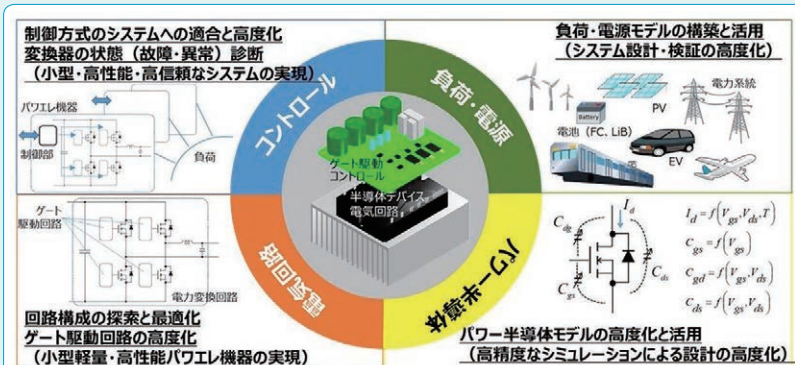 制御方式のシステムへの適合と高度化
変換器の状態（故障・異常）診断
（小型・高性能・高信頼なシステムの実現）
パワエレ機器
制御部
負荷
コントロール
負荷・電源
負荷・電源モデルの構築と活用
（システム設計・検証の高度化）
PV
電力系統
Battery
電池（FC, LiB）
EV
ゲート駆動
コントロール
半導体デバイス
電気回路
ゲート
駆動回路
電力変換回路
電気回路
回路構成の探索と最適化
ゲート駆動回路の高度化
（小型軽量・高性能パワエレ機器の実現）
パワー半導体
I_d
C_dg
C_gs
C_ds
I_d = f(V_gs, V_ds, T)
C_gs = f(V_gs)
C_gd = f(V_gs, V_ds)
C_ds = f(V_gs, V_ds)
パワー半導体モデルの高度化と活用
（高精度なシミュレーションによる設計の高度化）